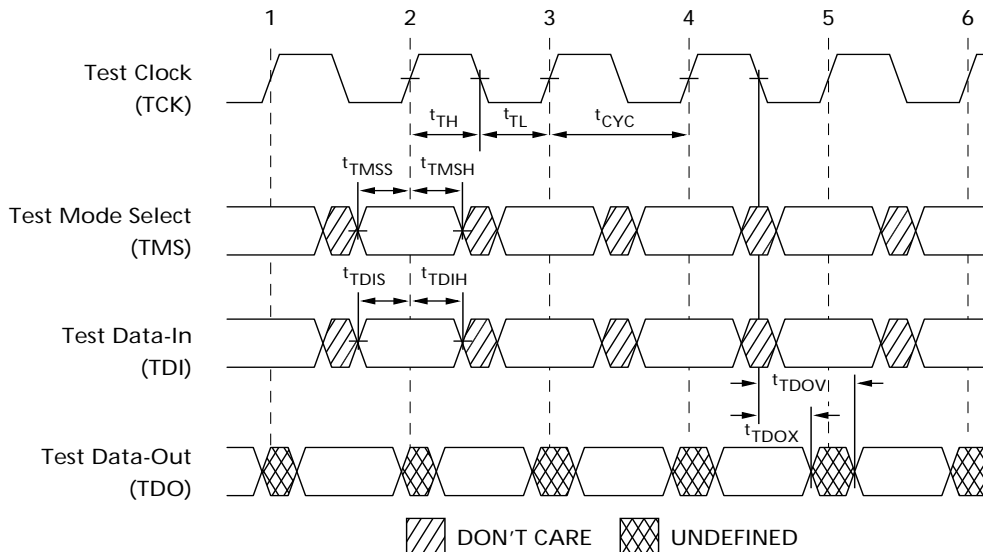 1 2 3 4 5 6
Test Clock
(TCK)
tTH tTL tCYC
tTMSS tTMSH
Test Mode Select
(TMS)
tTDIS tTDIH
Test Data-In
(TDI)
tTDOV
tTDOX
Test Data-Out
(TDO)
DON'T CARE UNDEFINED